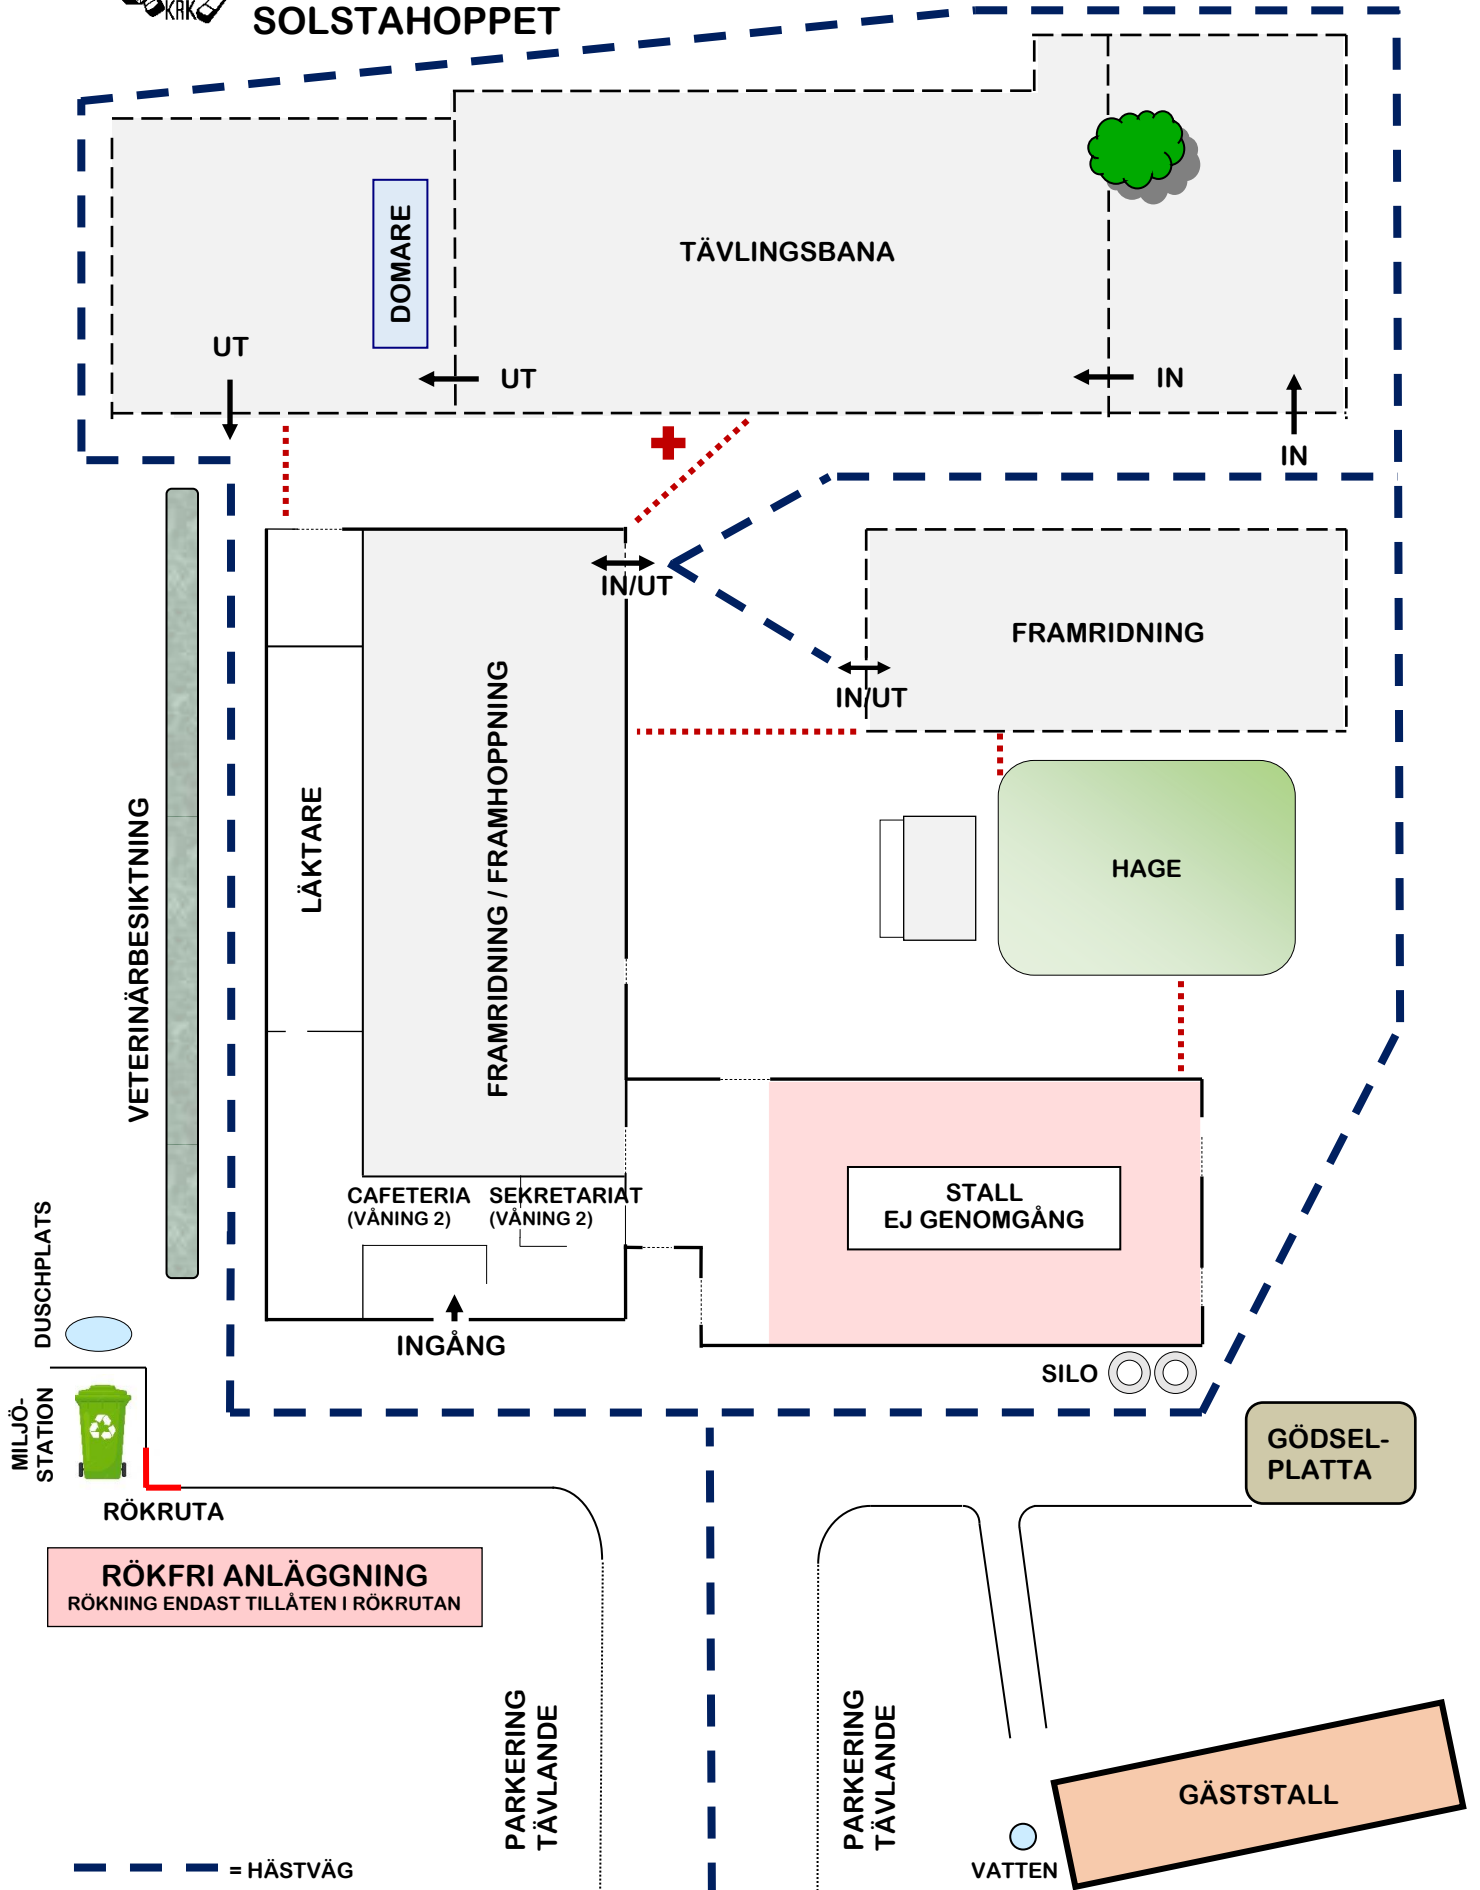 KRK
SOLSTAHOPPET
DOMARE
TÄVLINGSBANA
UT
UT
IN
IN
IN/UT
FRAMRIDNING
IN/UT
FRAMRIDNING / FRAMHOPPNING
LÄKTARE
VETERINÄRBESIKTNING
HAGE
CAFETERIA
(VÅNING 2)
SEKRETARIAT
(VÅNING 2)
STALL
EJ GENOMGÅNG
DUSCHPLATS
INGÅNG
SILO
MILJÖ-
STATION
GÖDSEL-
PLATTA
RÖKRUTA
RÖKFRI ANLÄGGNING
RÖKNING ENDAST TILLÅTEN I RÖKRUTAN
PARKERING
TÄVLANDE
PARKERING
TÄVLANDE
GÄSTSTALL
VATTEN
= HÄSTVÄG